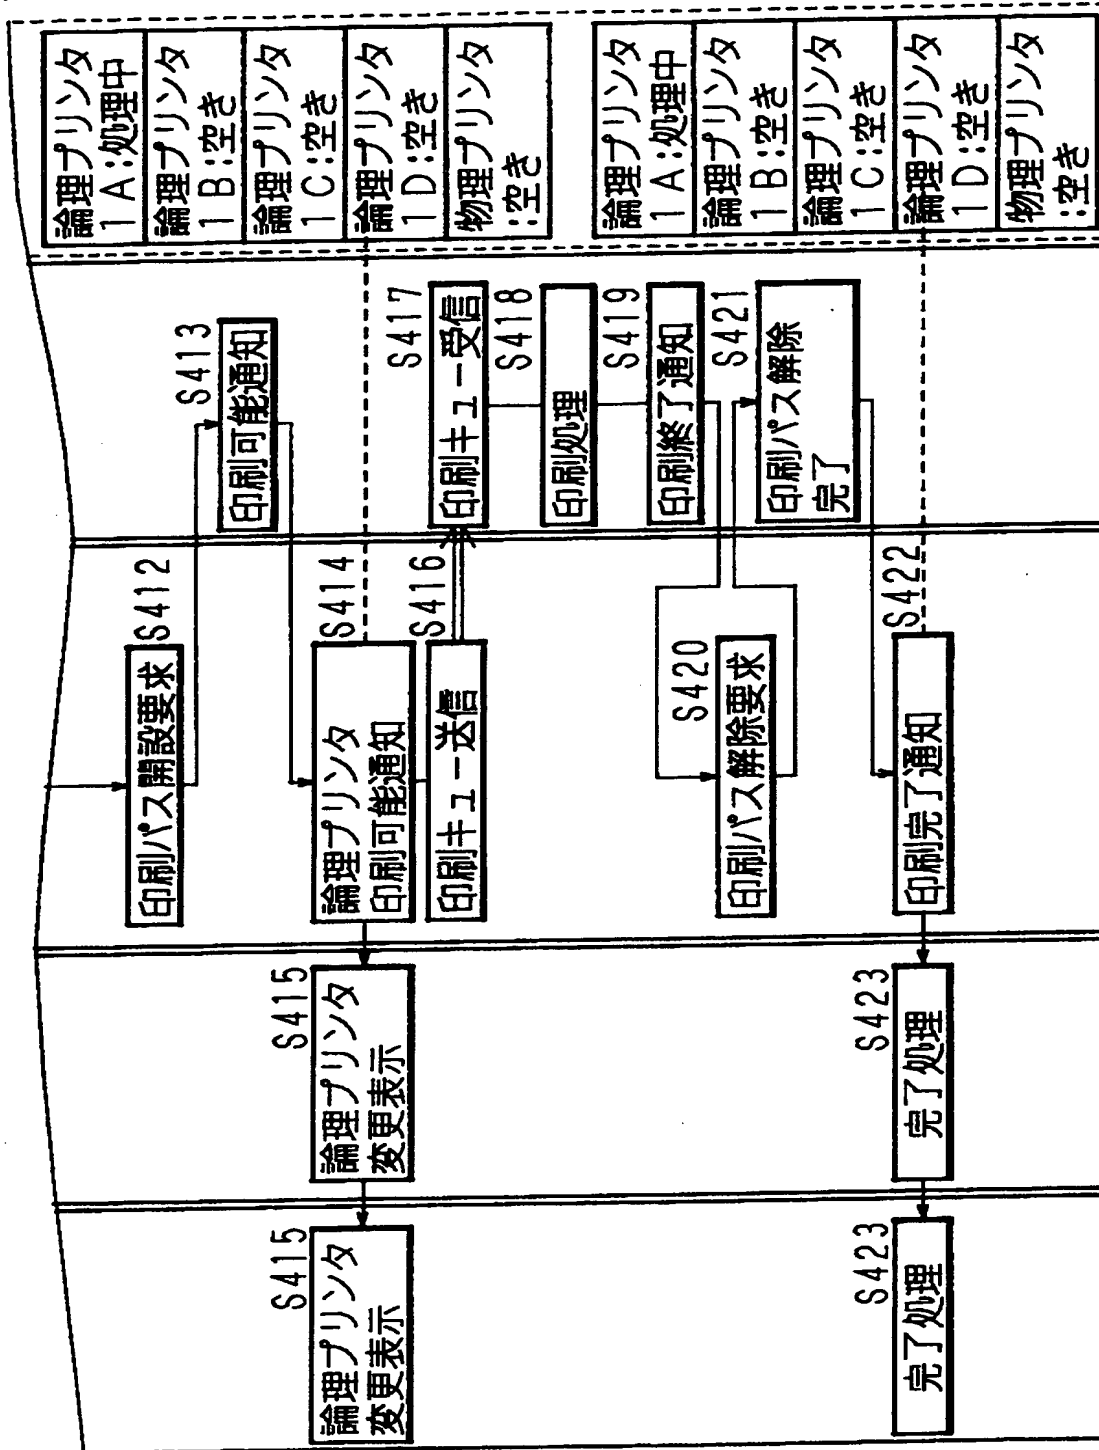 S415
論理プリンタ
変更表示
S423
完了処理
S415
論理プリンタ
変更表示
S423
完了処理
S412
印刷パス開設要求
S414
論理プリンタ
印刷可能通知
S416
印刷キュー送信
S420
印刷パス解除要求
S422
印刷完了通知
S413
印刷可能通知
S417
印刷キュー受信
S418
印刷処理
S419
印刷終了通知
S421
印刷パス解除
完了
論理プリンタ
1A:処理中
論理プリンタ
1B:空き
論理プリンタ
1C:空き
論理プリンタ
1D:空き
物理プリンタ
:空き
論理プリンタ
1A:処理中
論理プリンタ
1B:空き
論理プリンタ
1C:空き
論理プリンタ
1D:空き
物理プリンタ
:空き